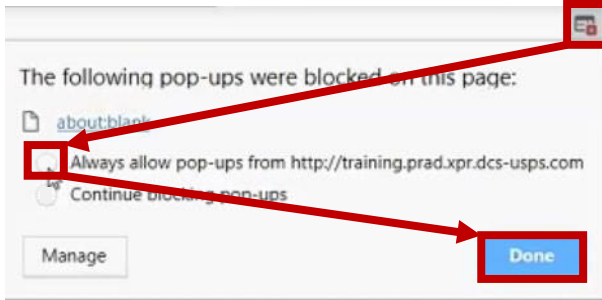 The following pop-ups were blocked on this page:
about:blank
Always allow pop-ups from http://training.prad.xpr.dcs-usps.com
Continue blocking pop-ups
Manage
Done